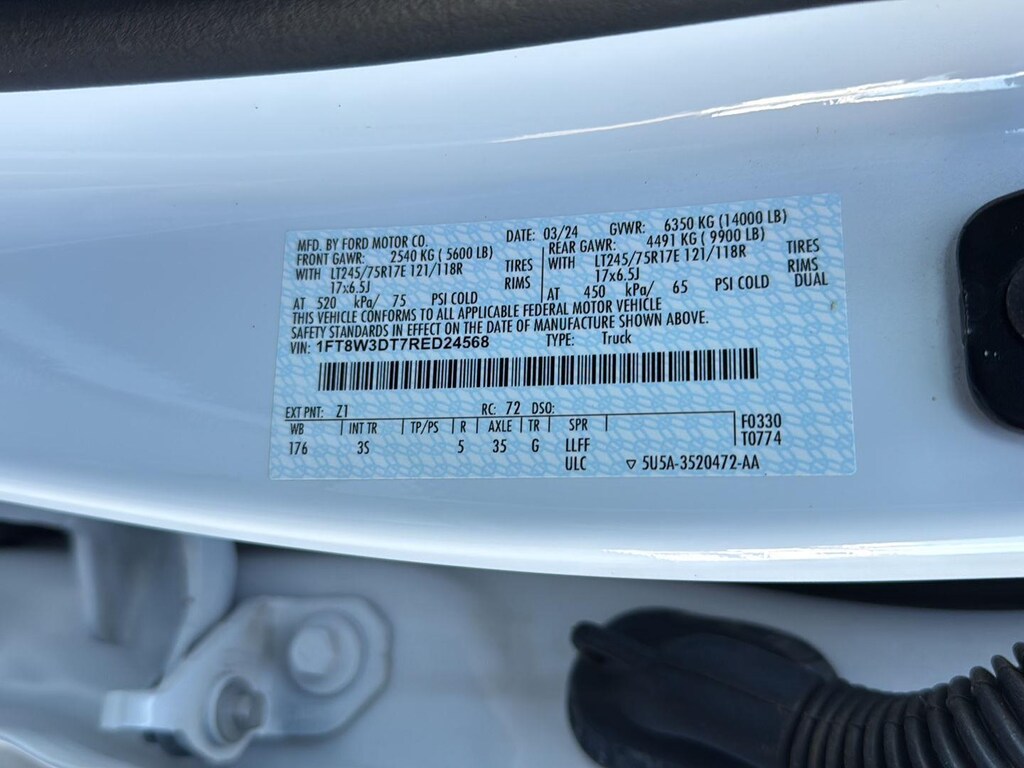 MFD. BY FORD MOTOR CO. DATE: 03/24 GVWR: 6350 KG (14000 LB)
FRONT GAWR: 2540 KG ( 5600 LB) REAR GAWR: 4491 KG ( 9900 LB)
WITH LT245/75R17E 121/118R TIRES WITH LT245/75R17E 121/118R TIRES
17x6.5J RIMS 17x6.5J RIMS
AT 520 kPa/ 75 PSI COLD AT 450 kPa/ 65 PSI COLD DUAL
THIS VEHICLE CONFORMS TO ALL APPLICABLE FEDERAL MOTOR VEHICLE
SAFETY STANDARDS IN EFFECT ON THE DATE OF MANUFACTURE SHOWN ABOVE.
VIN: 1FT8W3DT7RED24568 TYPE: Truck
EXT PNT: Z1 RC: 72 DSO:
WB INT TR TP/PS R AXLE TR SPR F0330
176 3S 5 35 G LLFF T0774
ULC ▽ 5U5A-3520472-AA